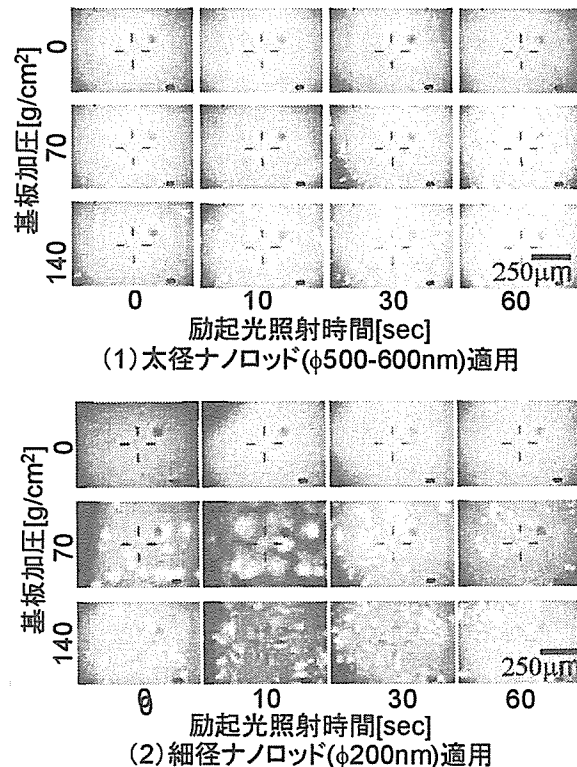 基板加圧[g/cm²]
0
70
140
250μm
0 10 30 60
励起光照射時間[sec]
(1)太径ナノロッド(φ500-600nm)適用
基板加圧[g/cm²]
0
70
140
250μm
0 10 30 60
励起光照射時間[sec]
(2)細径ナノロッド(φ200nm)適用